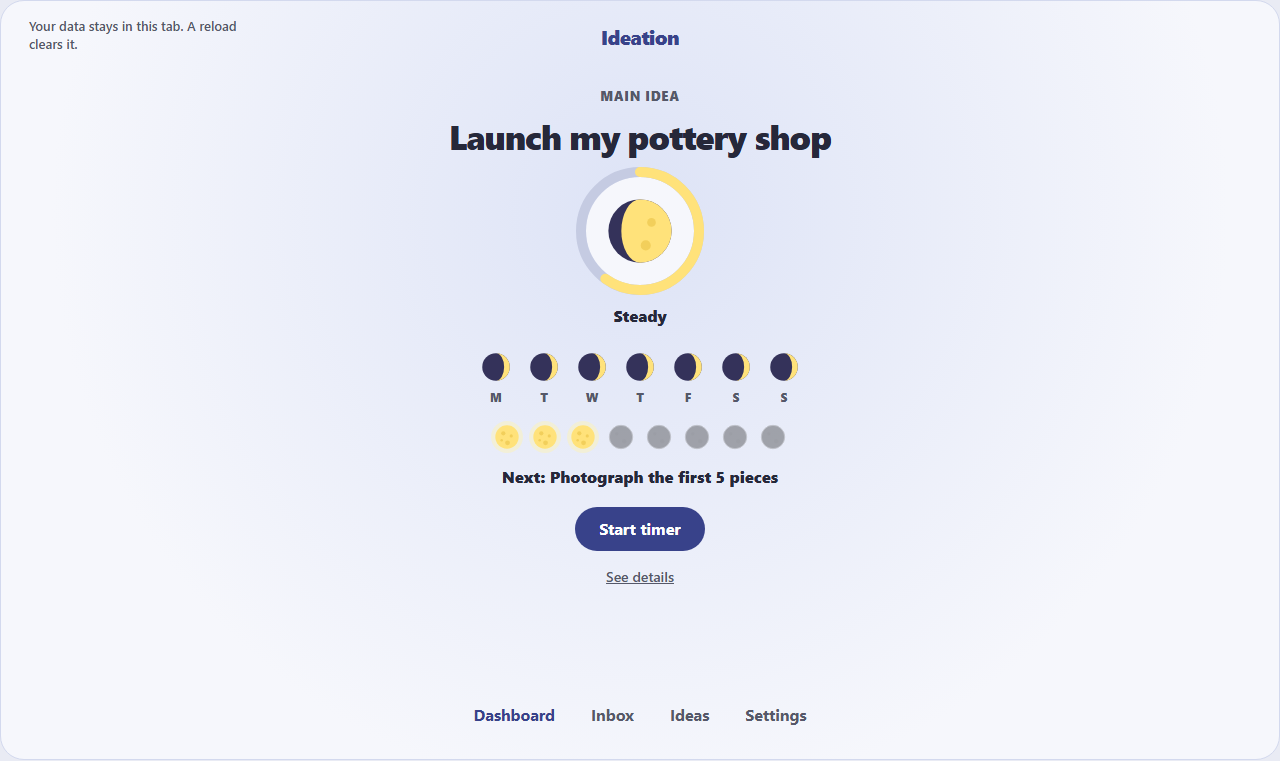 Your data stays in this tab. A reload
clears it.
Ideation
MAIN IDEA
Launch my pottery shop
Steady
M T W T F S S
Next: Photograph the first 5 pieces
Start timer
See details
Dashboard Inbox Ideas Settings